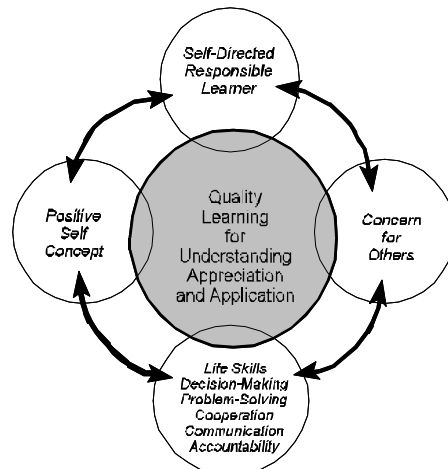 Self-Directed
Responsible
Learner
Positive
Self
Concept
Quality
Learning
for
Understanding
Appreciation
and Application
Concern
for
Others
Life Skills
Decision-Making
Problem-Solving
Cooperation
Communication
Accountability